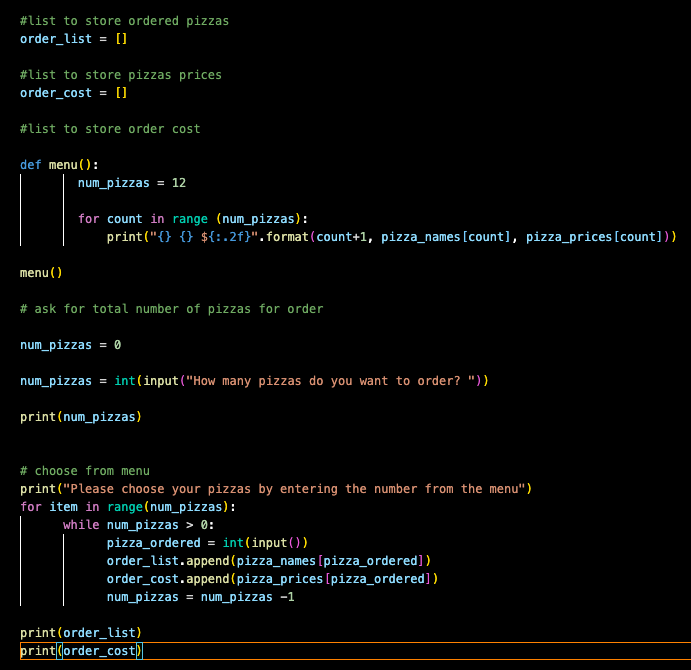 #list to store ordered pizzas
order_list = []
#list to store pizzas prices
order_cost = []
#list to store order cost
def menu():
num_pizzas = 12
for count in range (num_pizzas):
print("{} {} ${:.2f}".format(count+1, pizza_names[count], pizza_prices[count]))
menu()
# ask for total number of pizzas for order
num_pizzas = 0
num_pizzas = int(input("How many pizzas do you want to order? "))
print(num_pizzas)
# choose from menu
print("Please choose your pizzas by entering the number from the menu")
for item in range(num_pizzas):
while num_pizzas > 0:
pizza_ordered = int(input())
order_list.append(pizza_names[pizza_ordered])
order_cost.append(pizza_prices[pizza_ordered])
num_pizzas = num_pizzas -1
print(order_list)
print(order_cost)